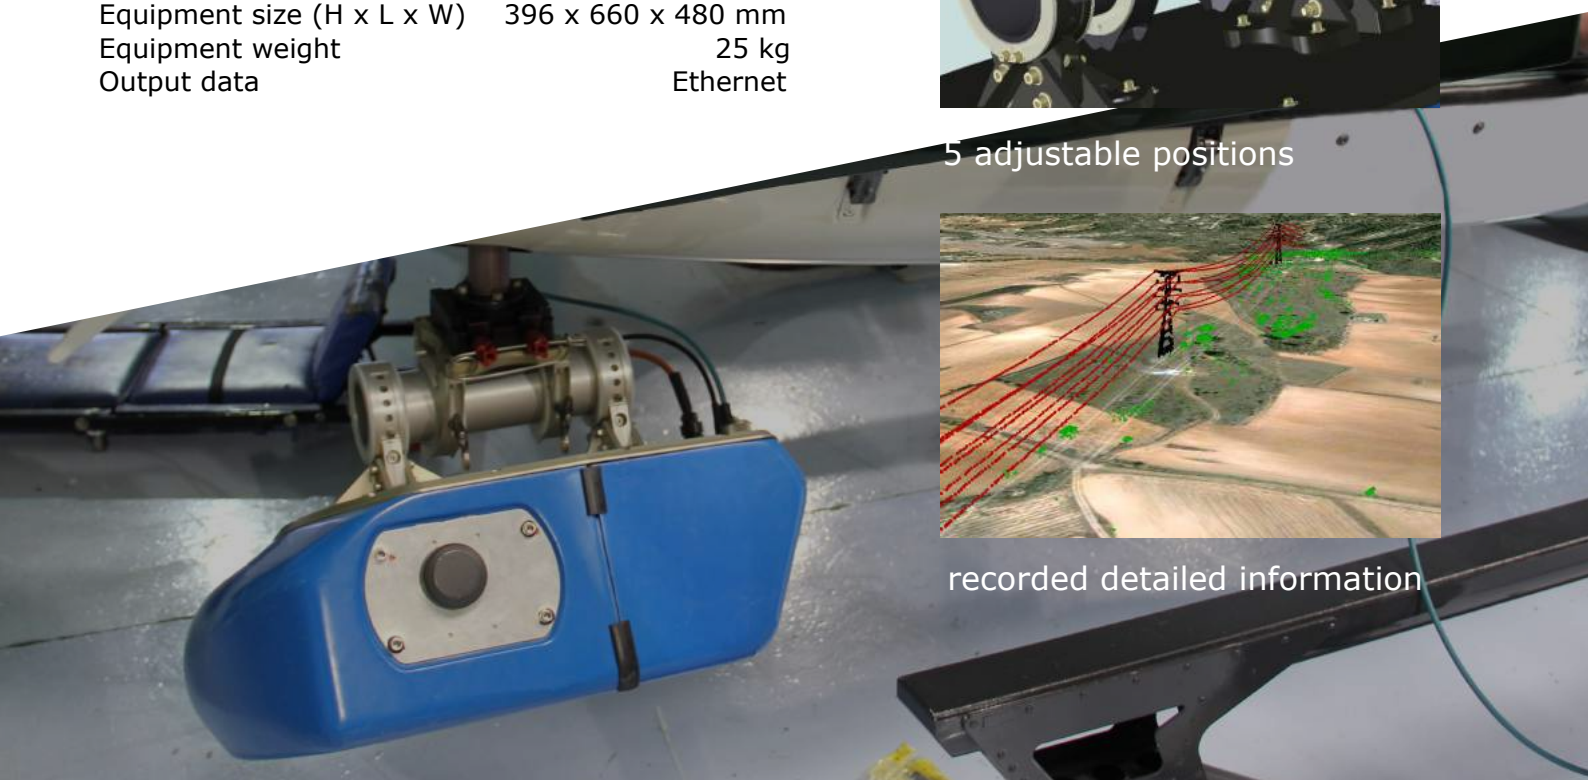 Equipment size (H x L x W) 396 x 660 x 480 mm
Equipment weight 25 kg
Output data Ethernet
5 adjustable positions
recorded detailed information